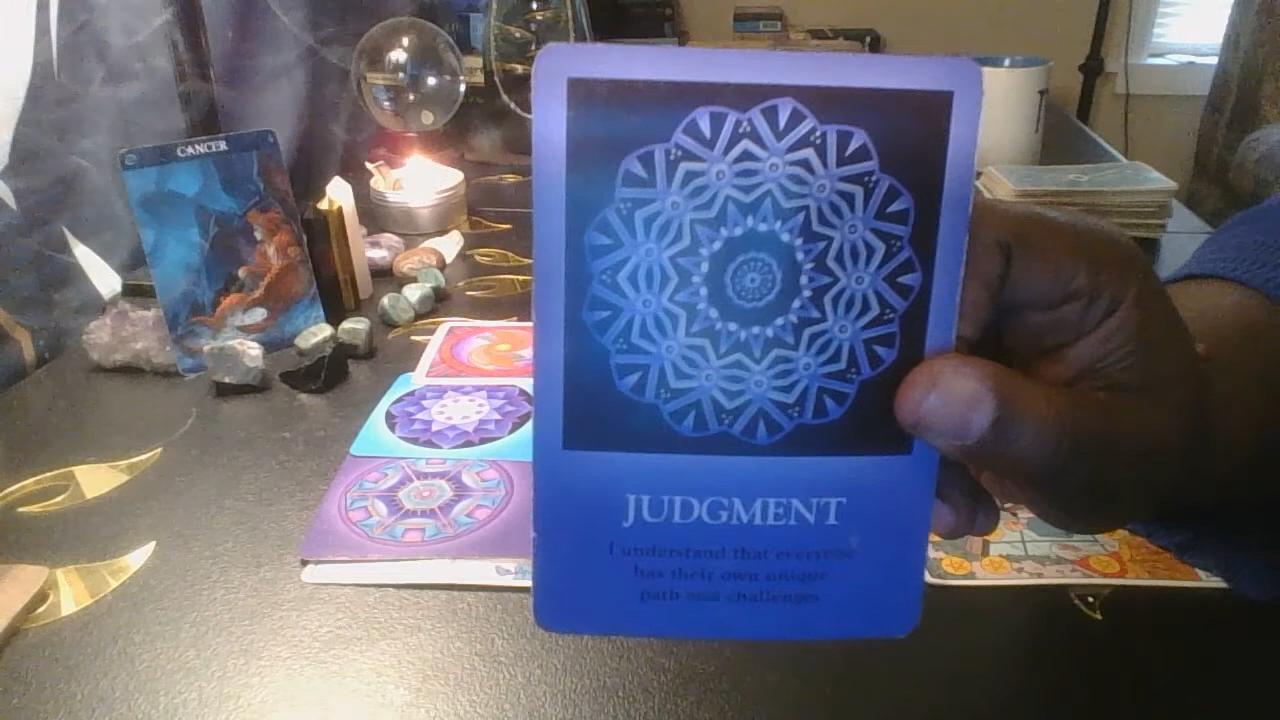 CANCER
JUDGMENT
I understand that everyone
has their own unique
path and challenges